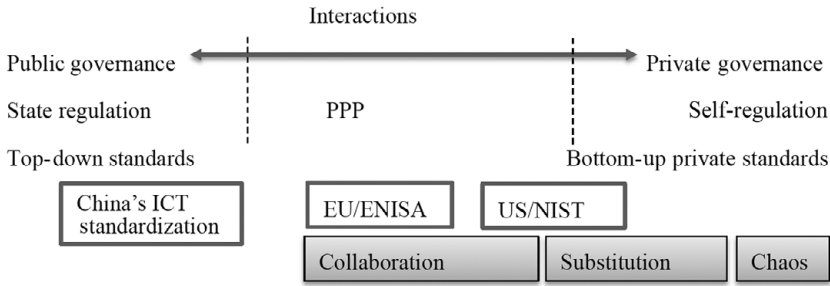 Interactions
Public governance
Private governance
State regulation
PPP
Self-regulation
Top-down standards
Bottom-up private standards
China’s ICT
standardization
EU/ENISA
US/NIST
Collaboration
Substitution
Chaos